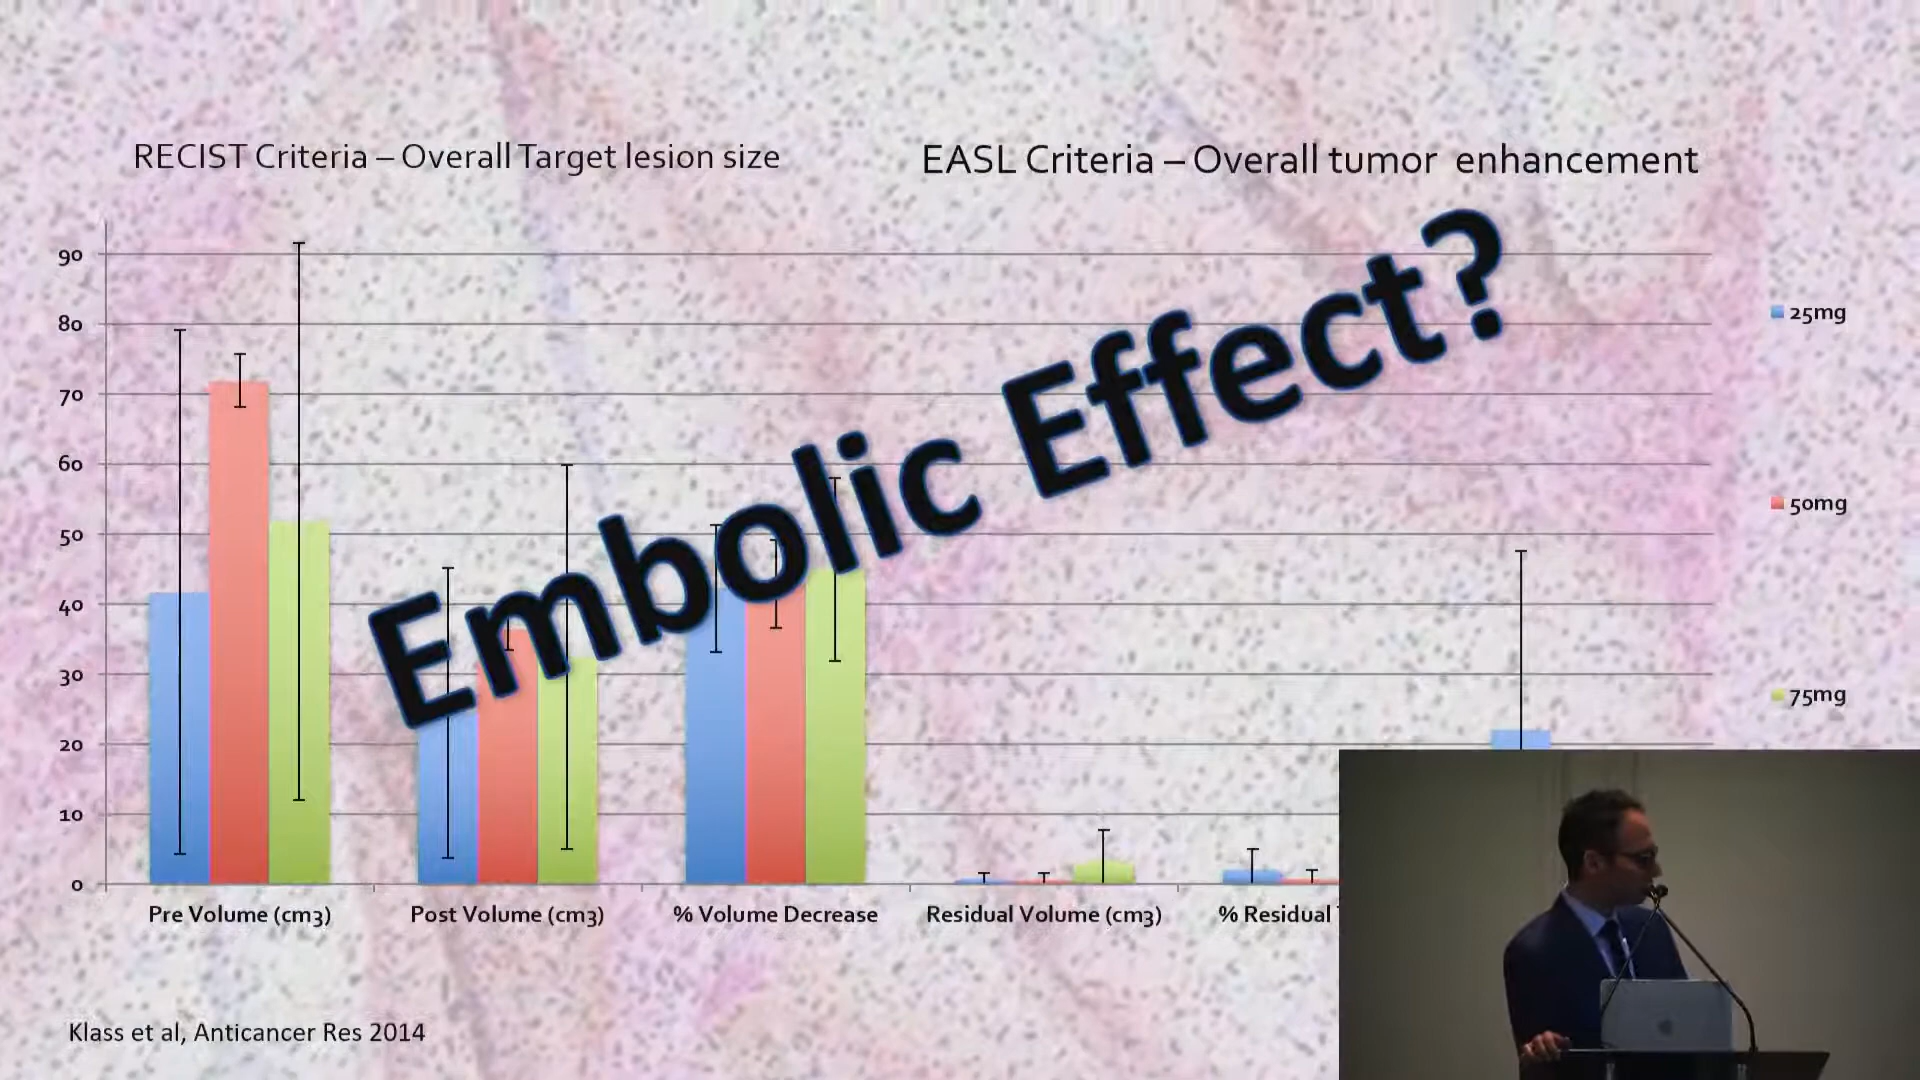 RECIST Criteria – Overall Target lesion size
EASL Criteria – Overall tumor enhancement
Embolic Effect?
90
80
70
60
50
40
30
20
10
0
Pre Volume (cm3)
Post Volume (cm3)
% Volume Decrease
Residual Volume (cm3)
% Residual
25mg
50mg
75mg
Klass et al, Anticancer Res 2014